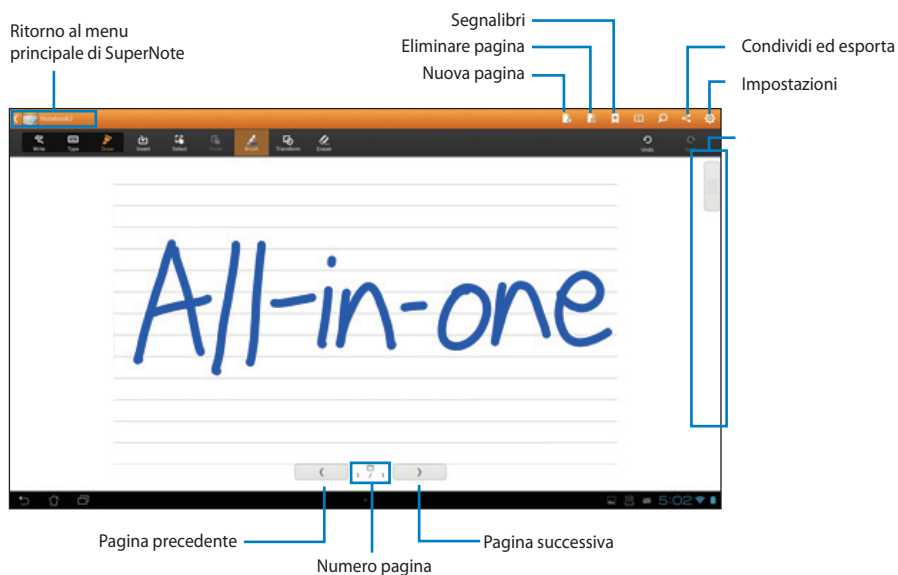 Segnalibri
Eliminare pagina
Nuova pagina
Condividi ed esporta
Impostazioni
Ritorno al menu
principale di SuperNote
Notebook2
Write Type Draw Insert Select Paste Brush Transform Eraser Undo
All-in-one
5:02
Pagina precedente
Numero pagina
Pagina successiva